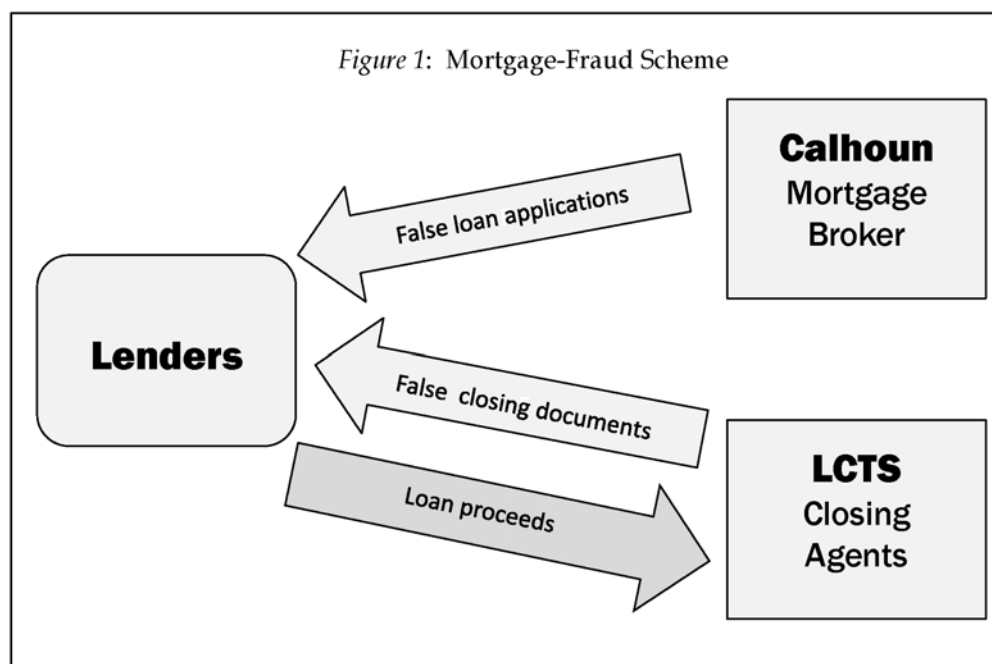 Figure 1: Mortgage-Fraud Scheme
Calhoun
Mortgage
Broker
False loan applications
Lenders
False closing documents
Loan proceeds
LCTS
Closing
Agents